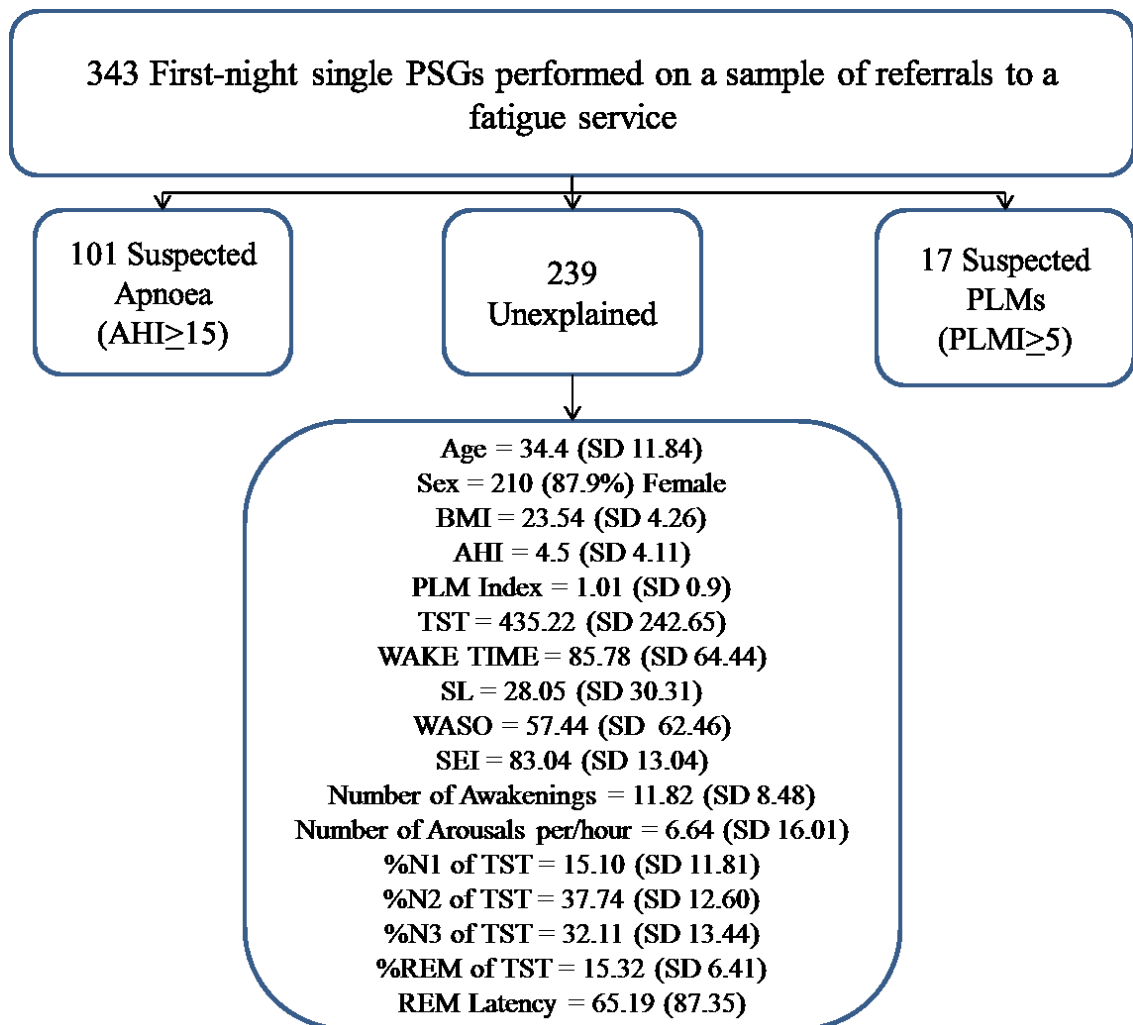 343 First-night single PSGs performed on a sample of referrals to a
fatigue service
101 Suspected
Apnoea
(AHI≥15)
239
Unexplained
17 Suspected
PLMs
(PLMI≥5)
Age = 34.4 (SD 11.84)
Sex = 210 (87.9%) Female
BMI = 23.54 (SD 4.26)
AHI = 4.5 (SD 4.11)
PLM Index = 1.01 (SD 0.9)
TST = 435.22 (SD 242.65)
WAKE TIME = 85.78 (SD 64.44)
SL = 28.05 (SD 30.31)
WASO = 57.44 (SD 62.46)
SEI = 83.04 (SD 13.04)
Number of Awakenings = 11.82 (SD 8.48)
Number of Arousals per/hour = 6.64 (SD 16.01)
%N1 of TST = 15.10 (SD 11.81)
%N2 of TST = 37.74 (SD 12.60)
%N3 of TST = 32.11 (SD 13.44)
%REM of TST = 15.32 (SD 6.41)
REM Latency = 65.19 (87.35)